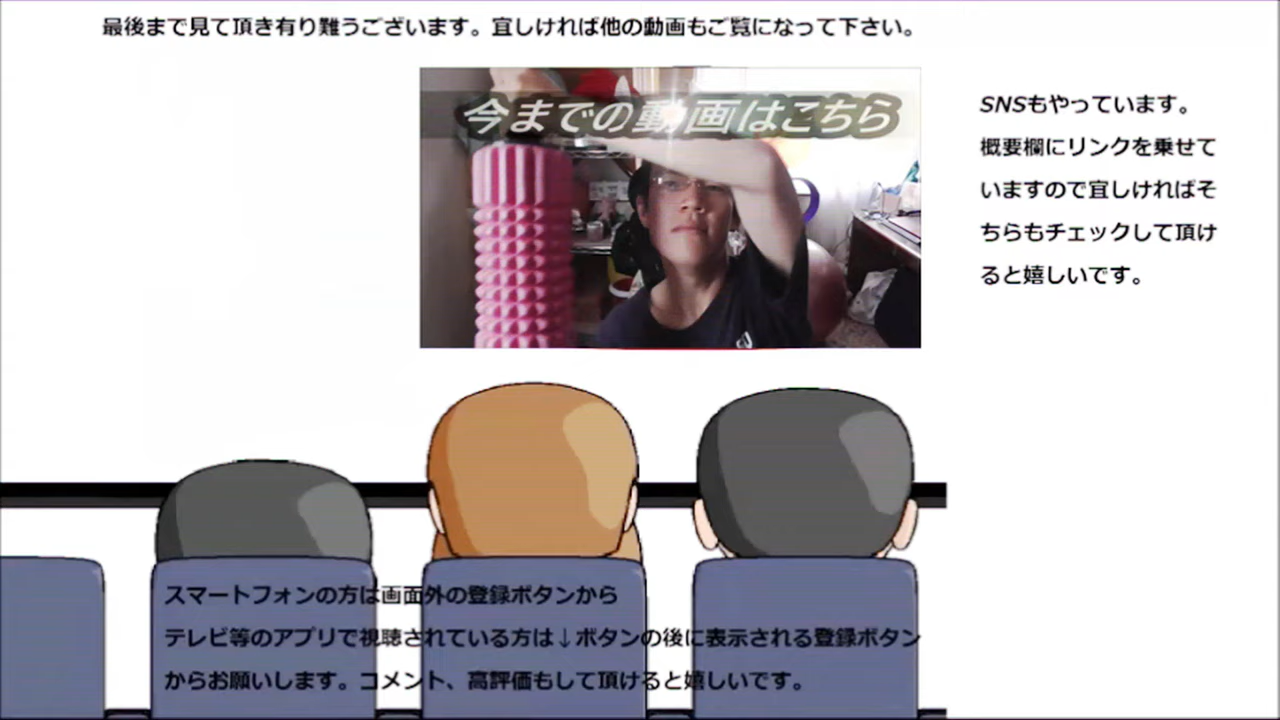 最後まで見て頂き有り難うございます。宜しければ他の動画もご覧になって下さい。
今までの動画はこちら
SNSもやっています。
概要欄にリンクを乗せて
いますので宜しければそ
ちらもチェックして頂け
ると嬉しいです。
スマートフォンの方は画面外の登録ボタンから
テレビ等のアプリで視聴されている方は↓ボタンの後に表示される登録ボタン
からお願いします。コメント、高評価もして頂けると嬉しいです。